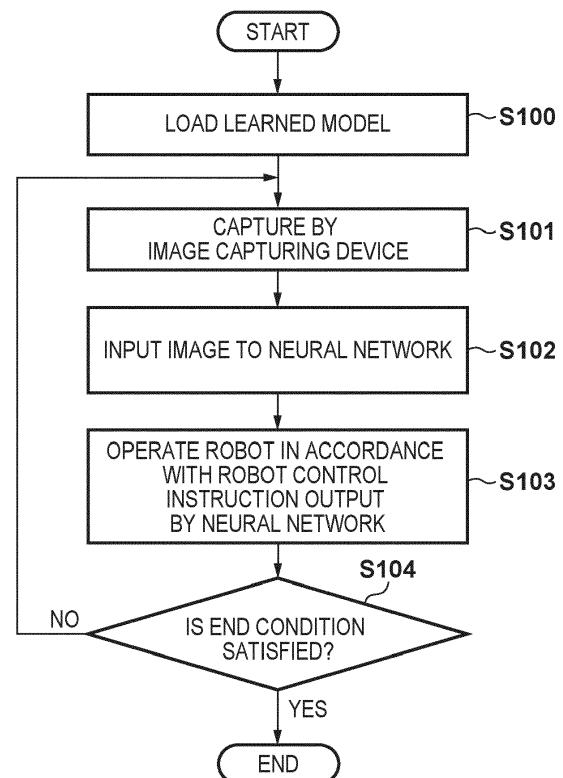 START
LOAD LEARNED MODEL
S100
CAPTURE BY
IMAGE CAPTURING DEVICE
S101
INPUT IMAGE TO NEURAL NETWORK
S102
OPERATE ROBOT IN ACCORDANCE
WITH ROBOT CONTROL
INSTRUCTION OUTPUT
BY NEURAL NETWORK
S103
S104
NO
IS END CONDITION
SATISFIED?
YES
END